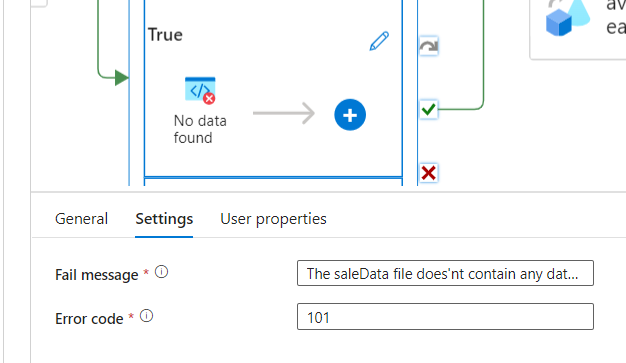 True
No data
found
General Settings User properties
Fail message *
The saleData file does'nt contain any dat...
Error code *
101